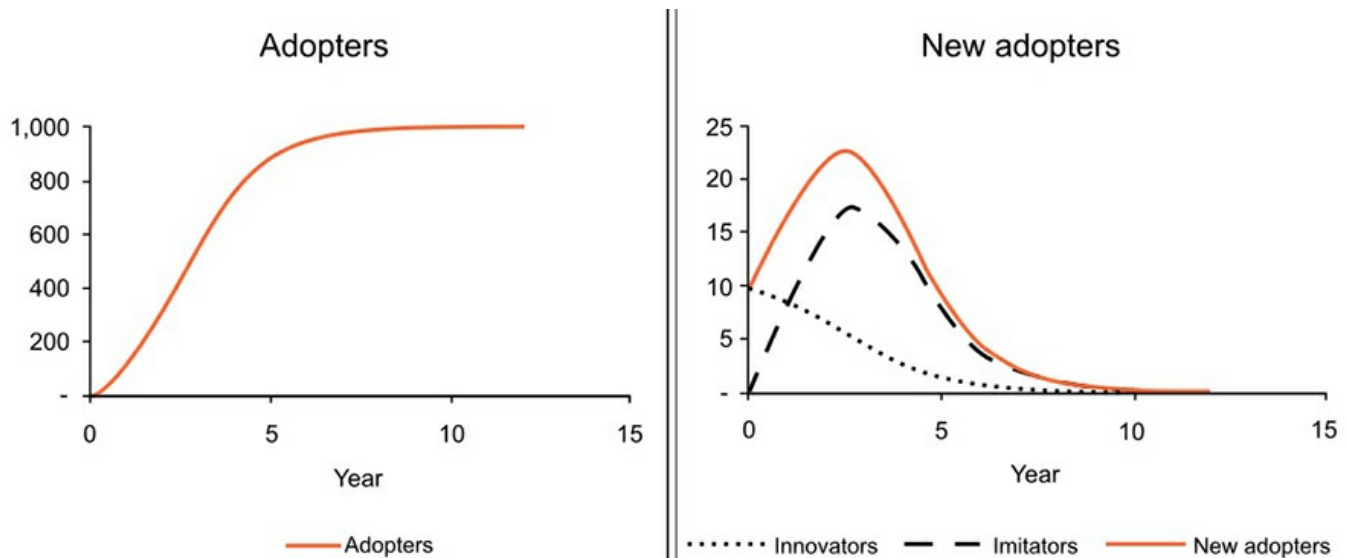 Adopters
1,000
800
600
400
200
-
0 5 10 15
Year
Adopters
New adopters
25
20
15
10
5
-
0 5 10 15
Year
Innovators Imitators New adopters